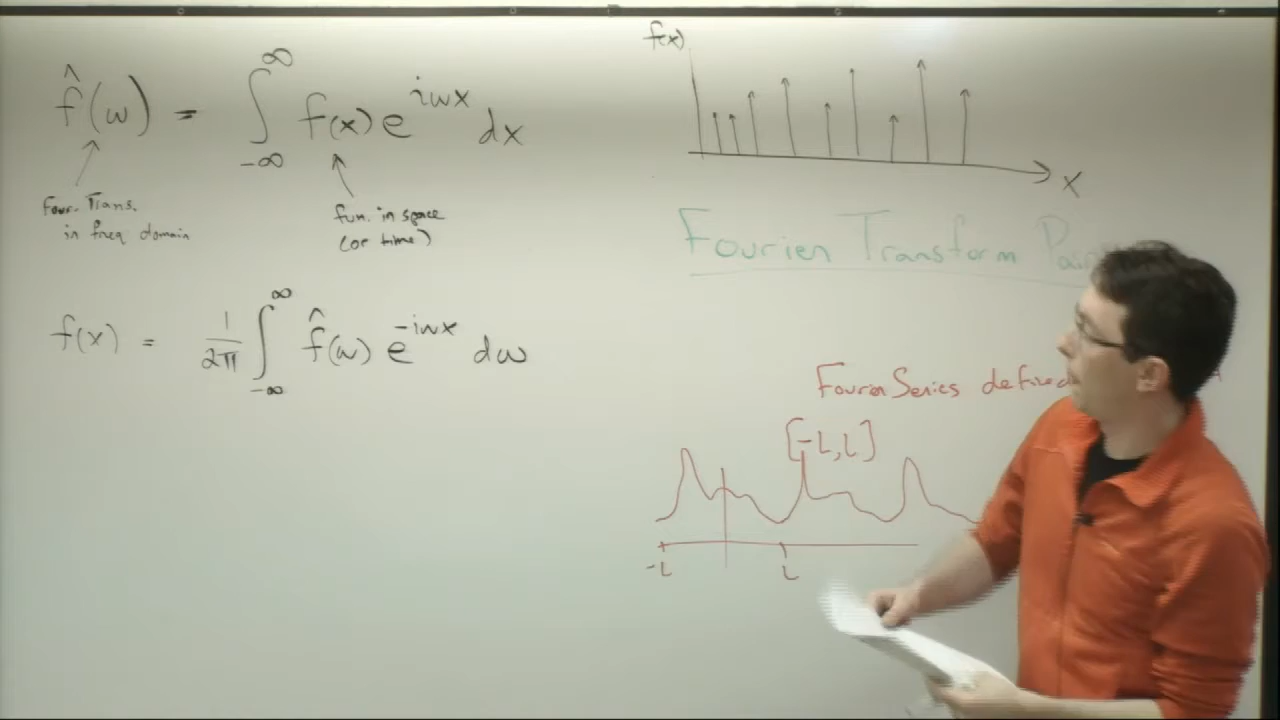 f̂(ω) = ∫_{-∞}^{∞} f(x) e^{iωx} dx
Four. Trans.
in freq domain
fun. in space
(or time)
f(x) = 1/2π ∫_{-∞}^{∞} f̂(ω) e^{-iωx} dω
f(x)
x
Fourier Transform
Fourier Series defined
[-L, L]
-L L